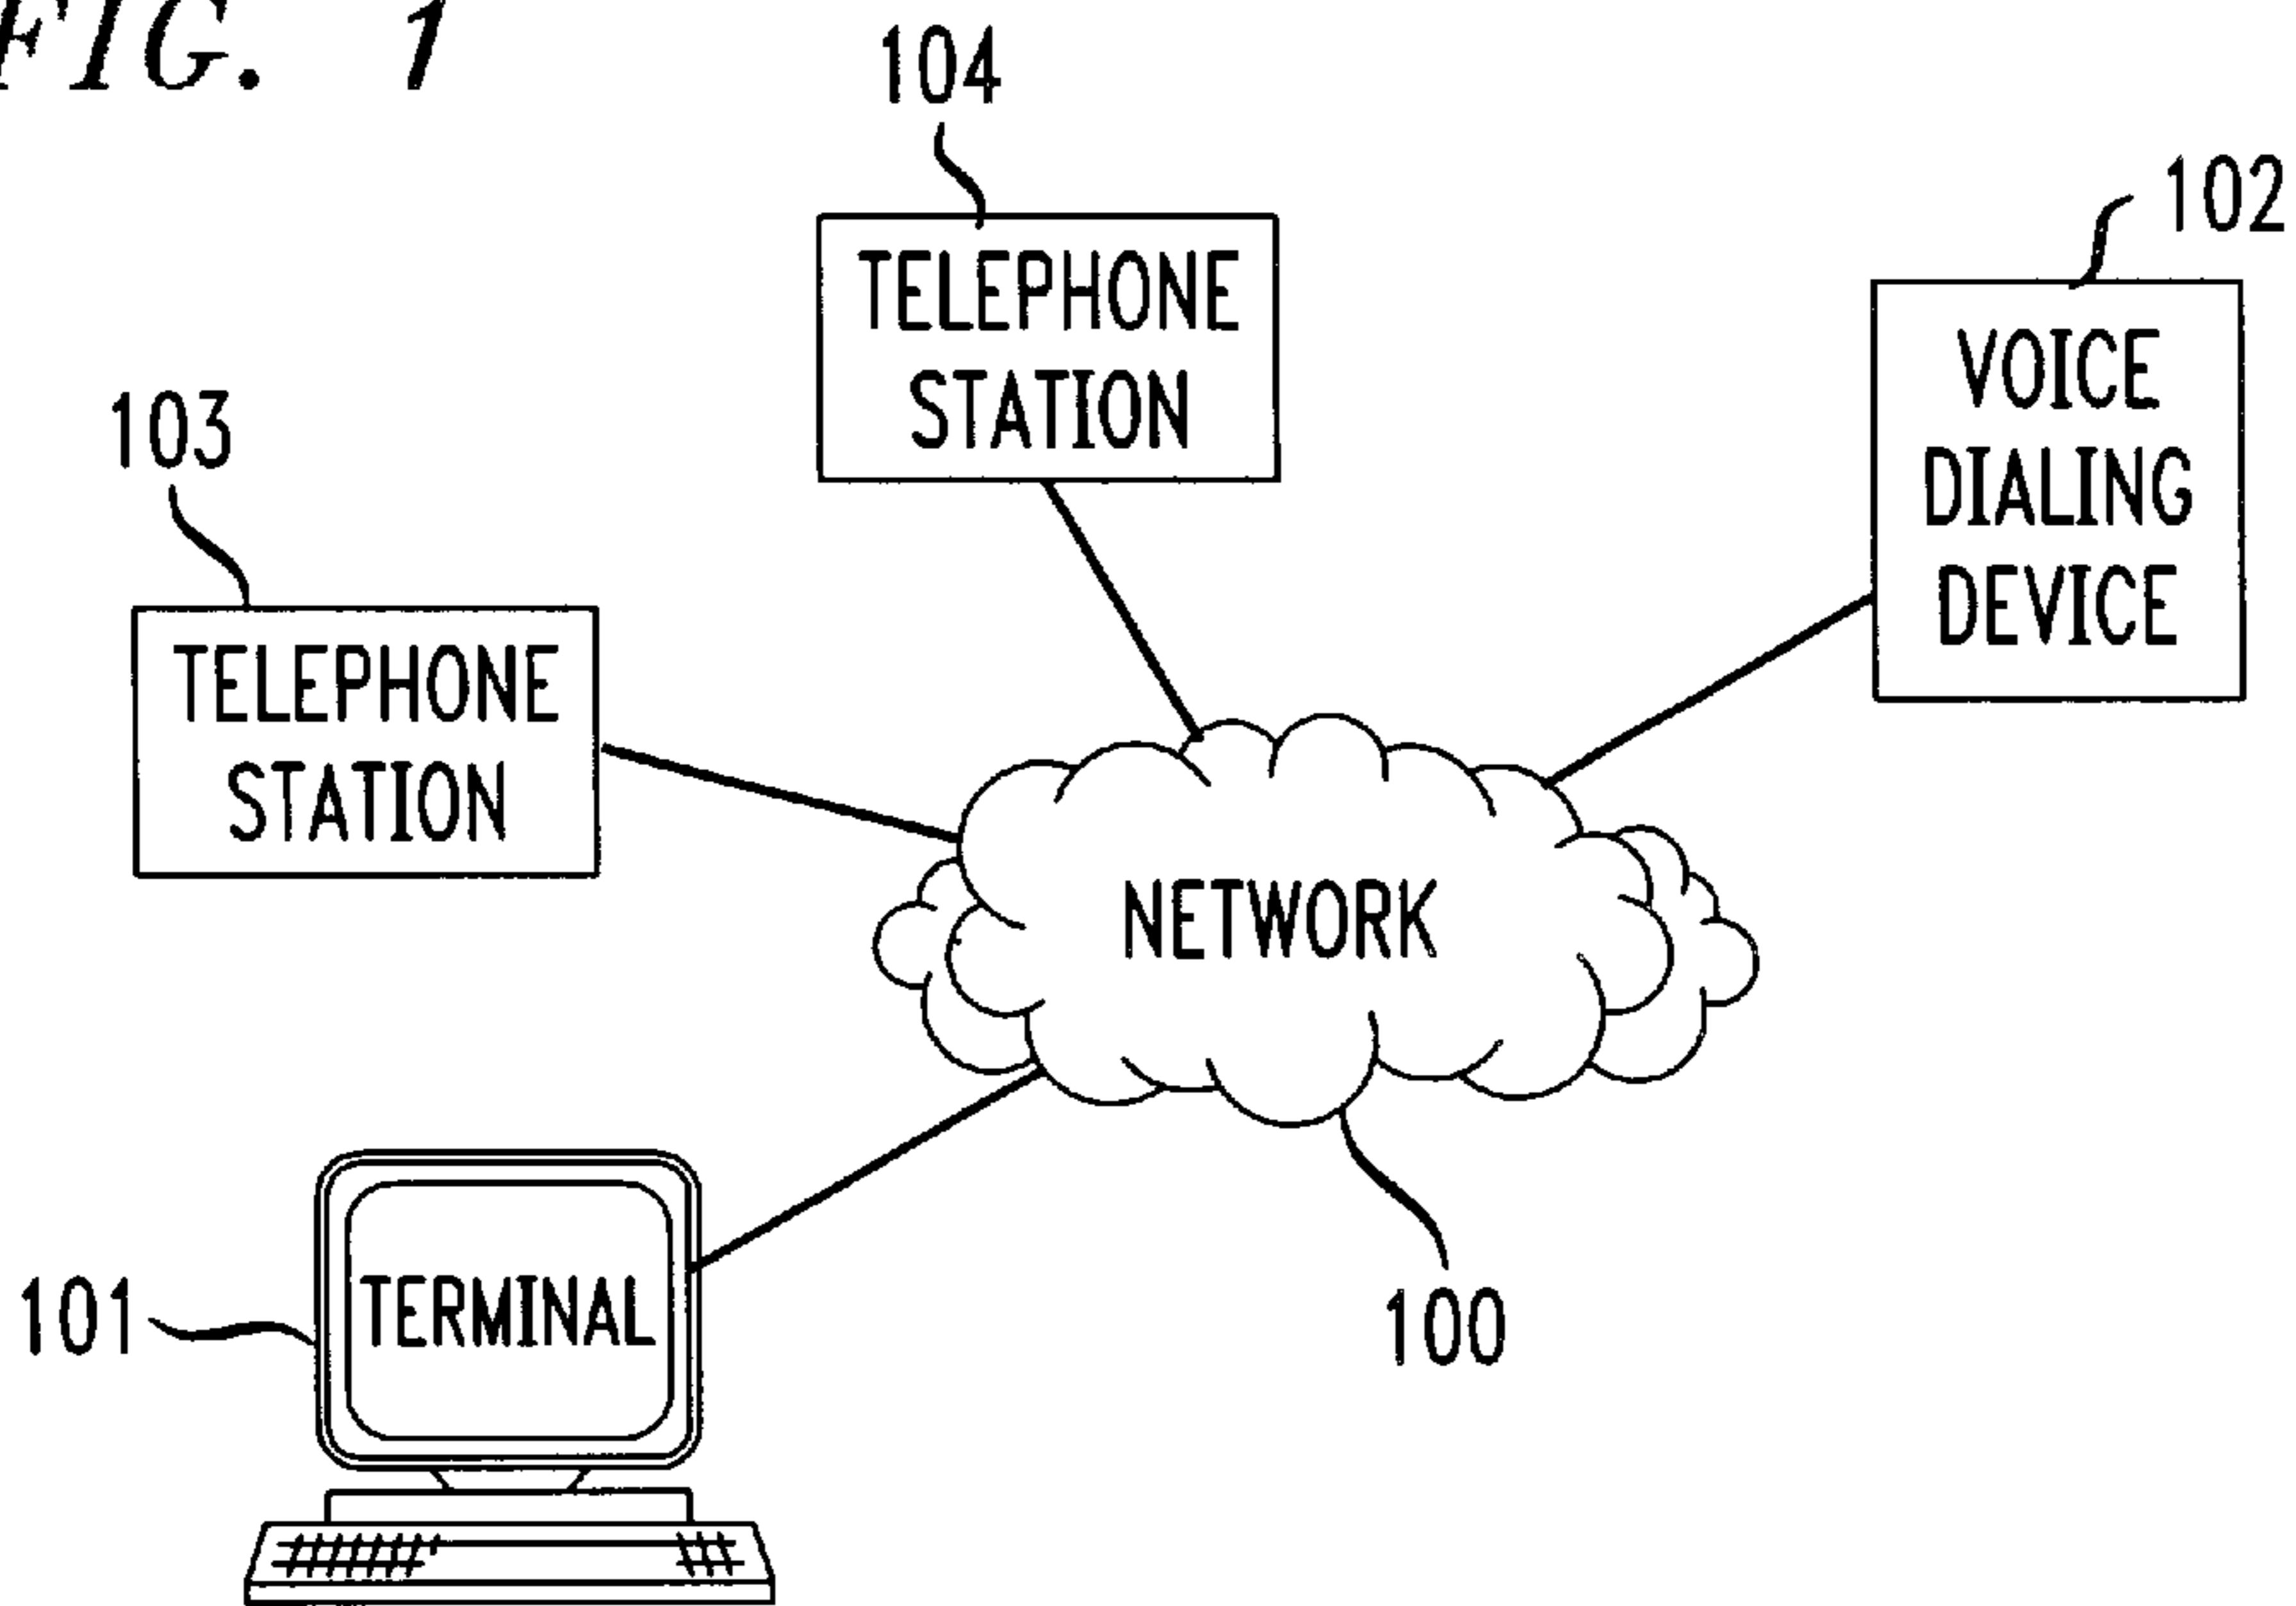 FIG. 1
104
102
TELEPHONE
STATION
VOICE
DIALING
DEVICE
103
TELEPHONE
STATION
NETWORK
101
TERMINAL
100